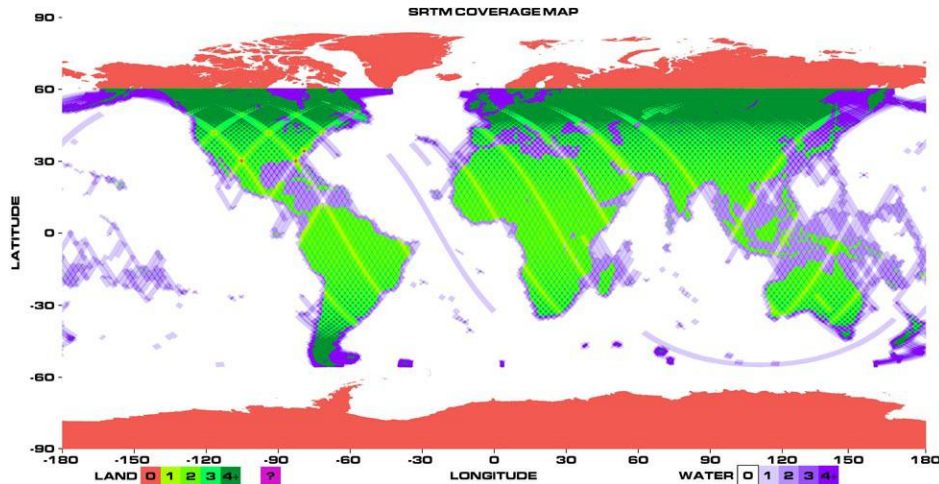 SRTM COVERAGE MAP
90
60
30
0
-30
-60
-90
LATITUDE
-180 -150 -120 -90 -60 -30 0 30 60 90 120 150 180
LAND 0 1 2 3 4+ ? LONGITUDE WATER 0 1 2 3 4+